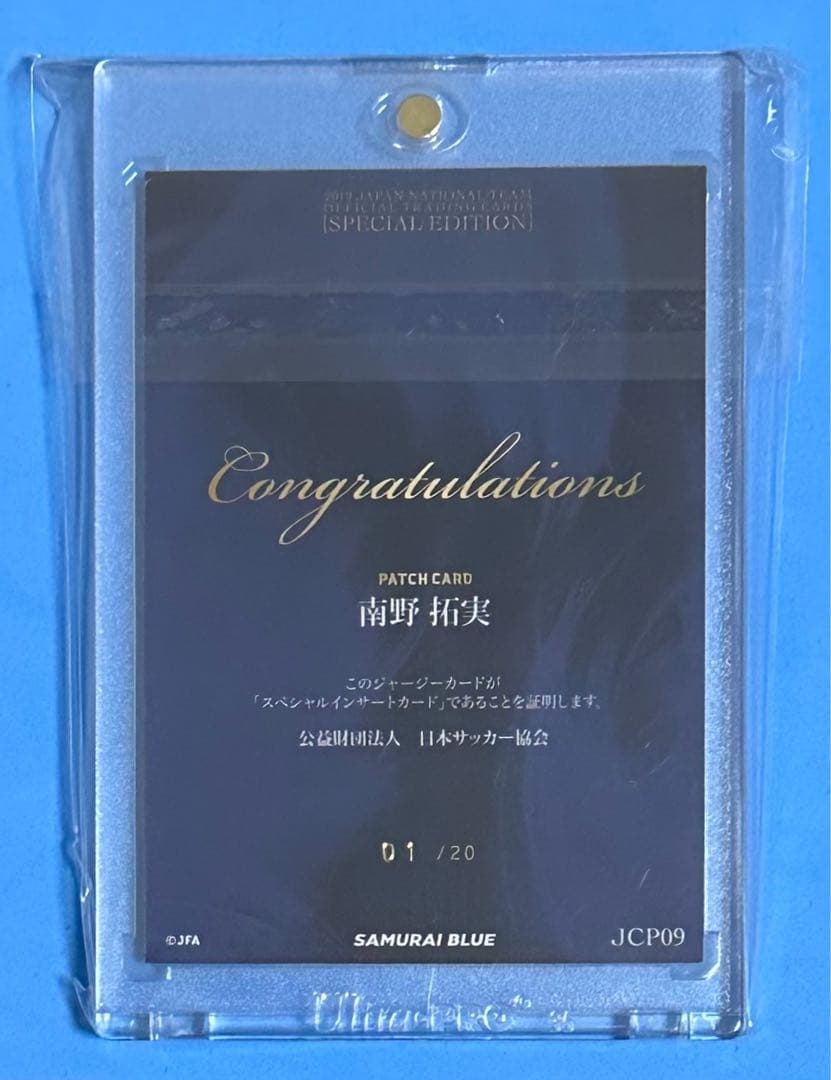 2019 JAPAN NATIONAL TEAM
OFFICIAL TRADING CARD
[SPECIAL EDITION]
Congratulations
PATCH CARD
南野 拓実
このジャージーカードが
「スペシャルインサートカード」であることを証明します。
公益財団法人 日本サッカー協会
01 /20
©JFA
SAMURAI BLUE
JCP09